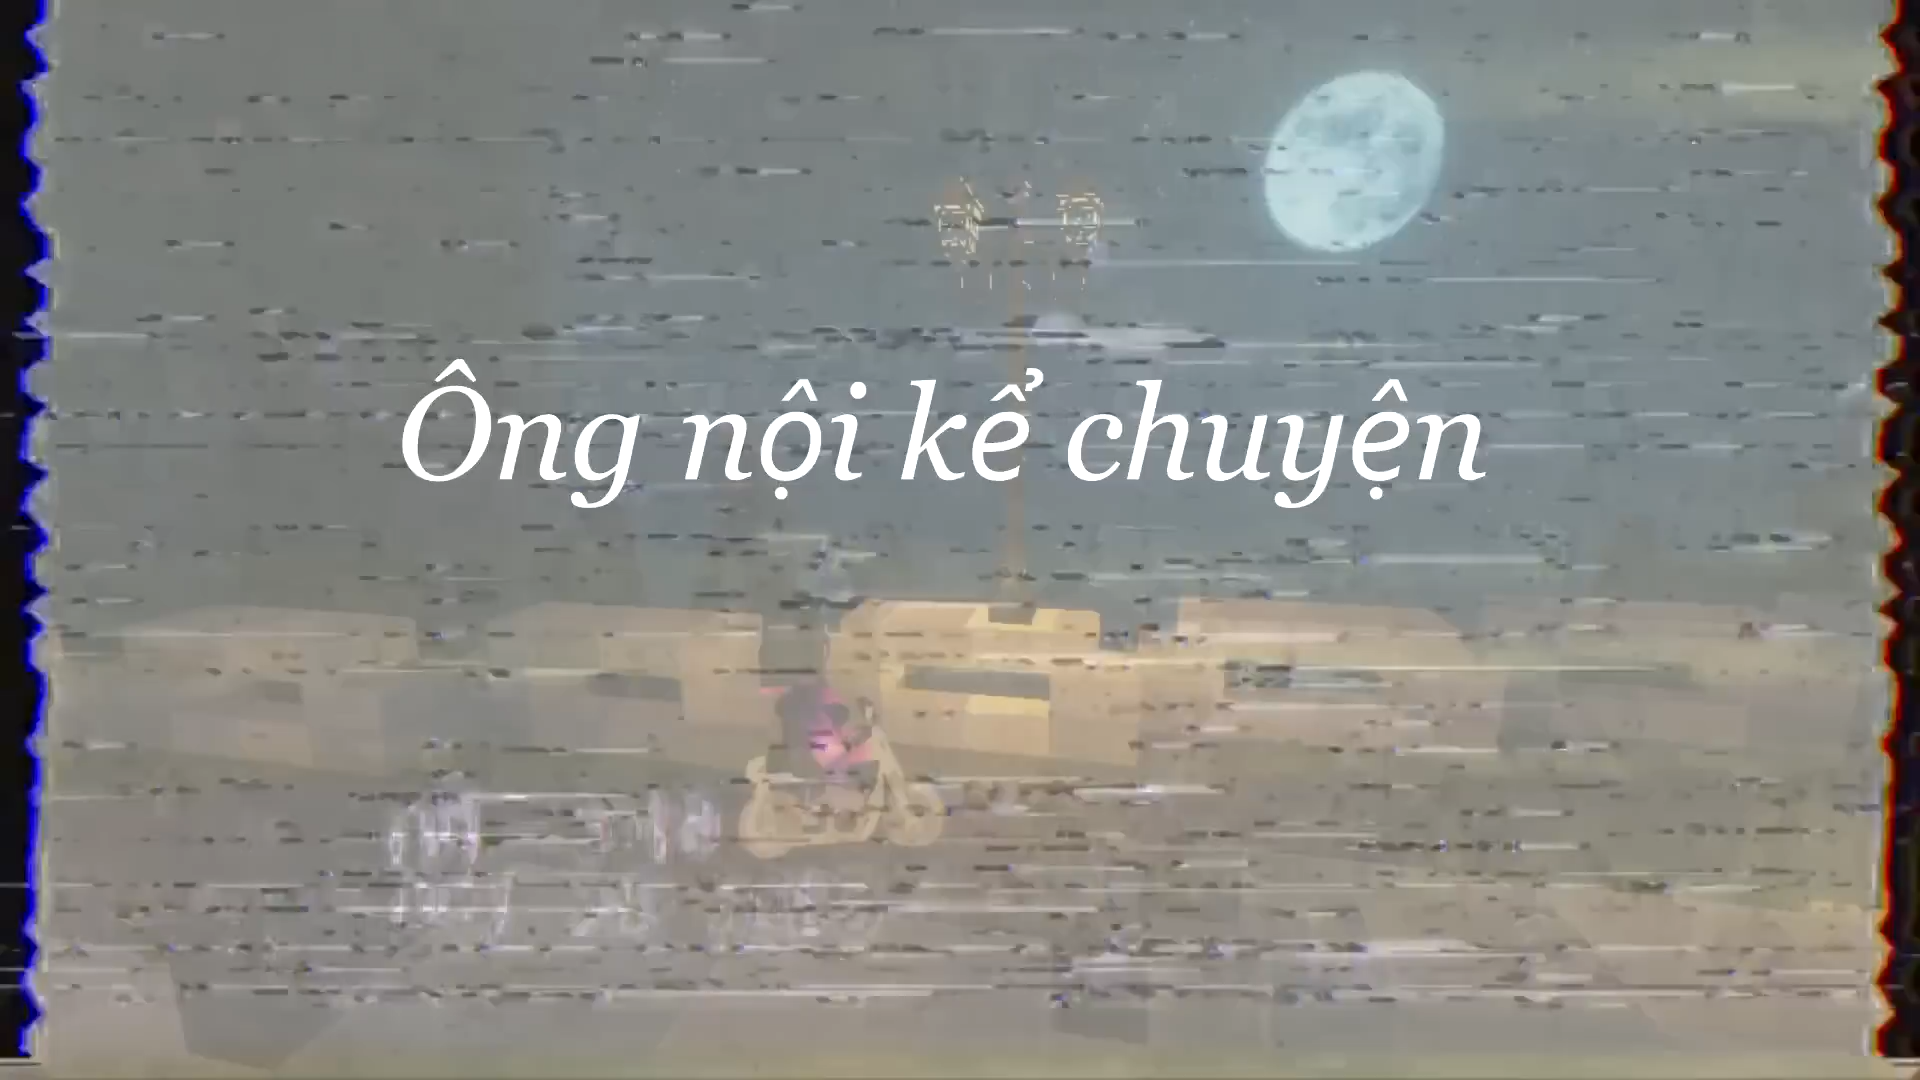 Ông nội kể chuyện